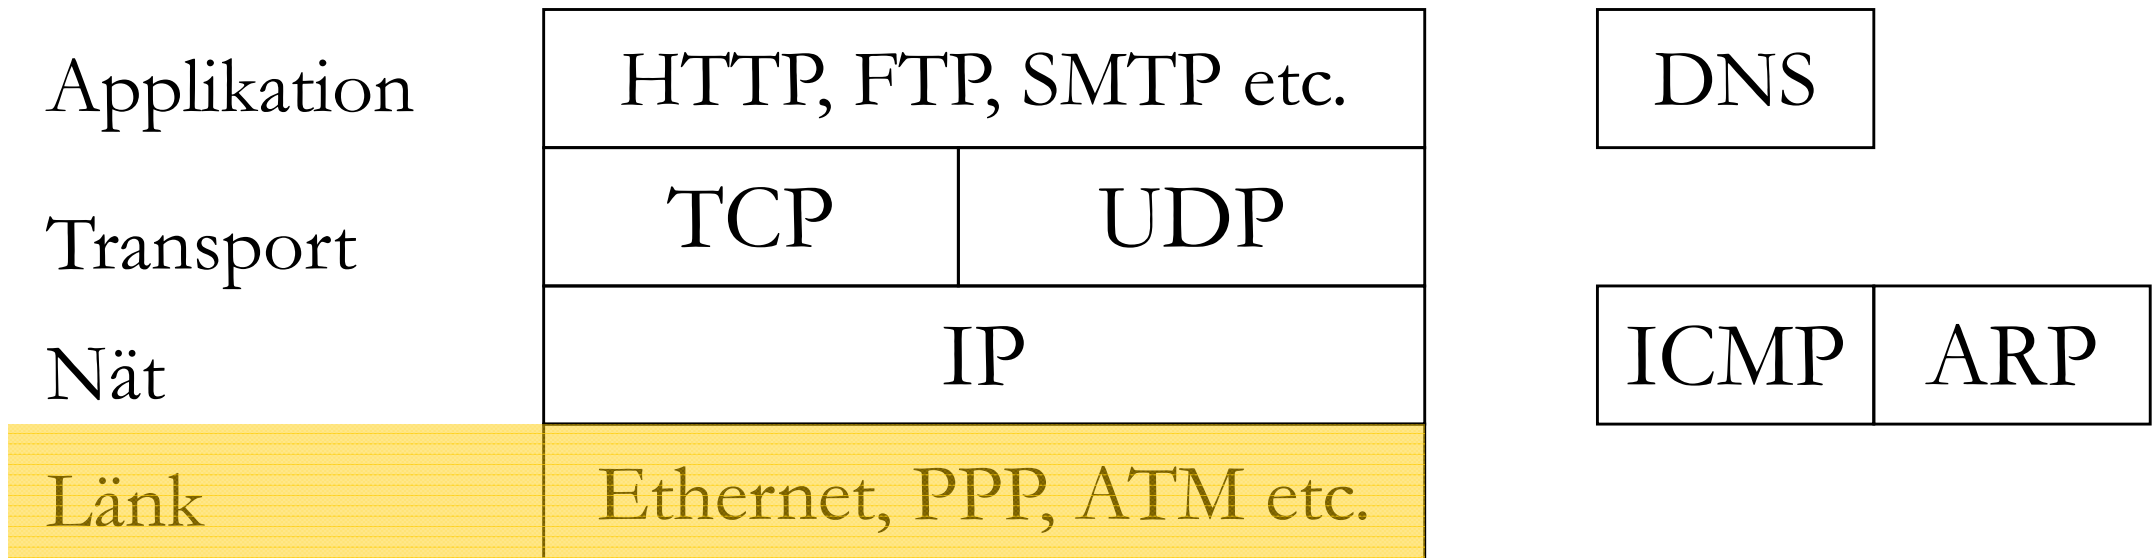 Applikation HTTP, FTP, SMTP etc. DNS
Transport TCP UDP
Nät IP ICMP ARP
Länk Ethernet, PPP, ATM etc.